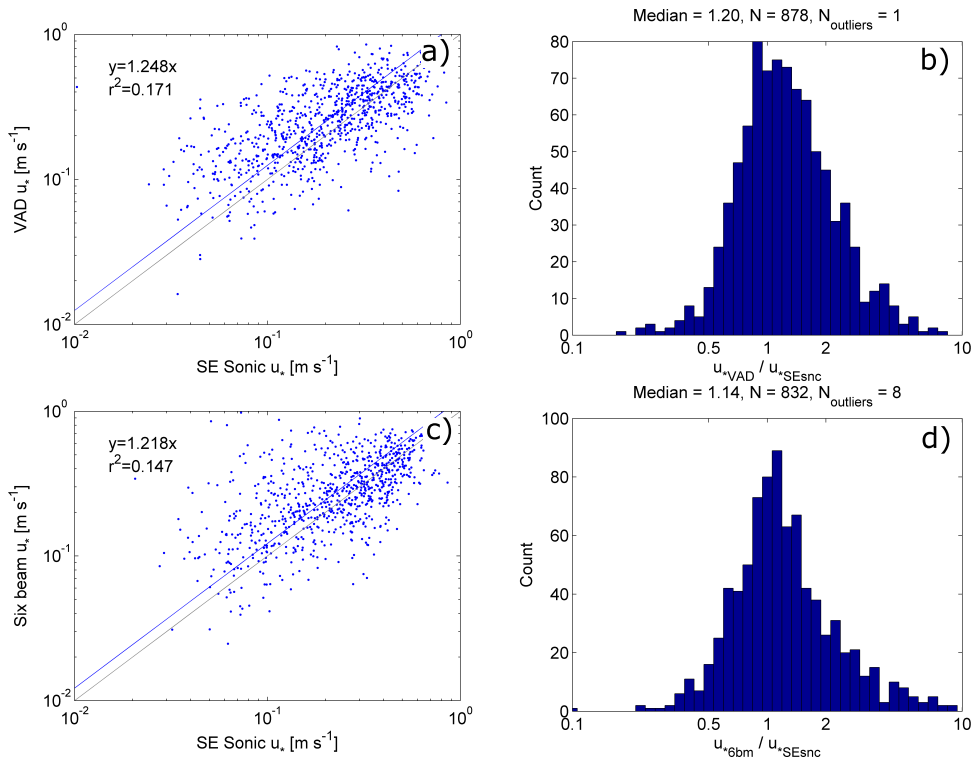 a)
y=1.248x
r²=0.171
10⁰
10⁻¹
10⁻²
VAD u* [m s⁻¹]
10⁻² 10⁻¹ 10⁰
SE Sonic u* [m s⁻¹]
Median = 1.20, N = 878, N_outliers = 1
b)
80
70
60
50
40
30
20
10
0
Count
0.1 0.5 1 2 10
u*VAD / u*SEsnc
c)
y=1.218x
r²=0.147
10⁰
10⁻¹
10⁻²
Six beam u* [m s⁻¹]
10⁻² 10⁻¹ 10⁰
SE Sonic u* [m s⁻¹]
Median = 1.14, N = 832, N_outliers = 8
d)
100
80
60
40
20
0
Count
0.1 0.5 1 2 10
u*6bm / u*SEsnc